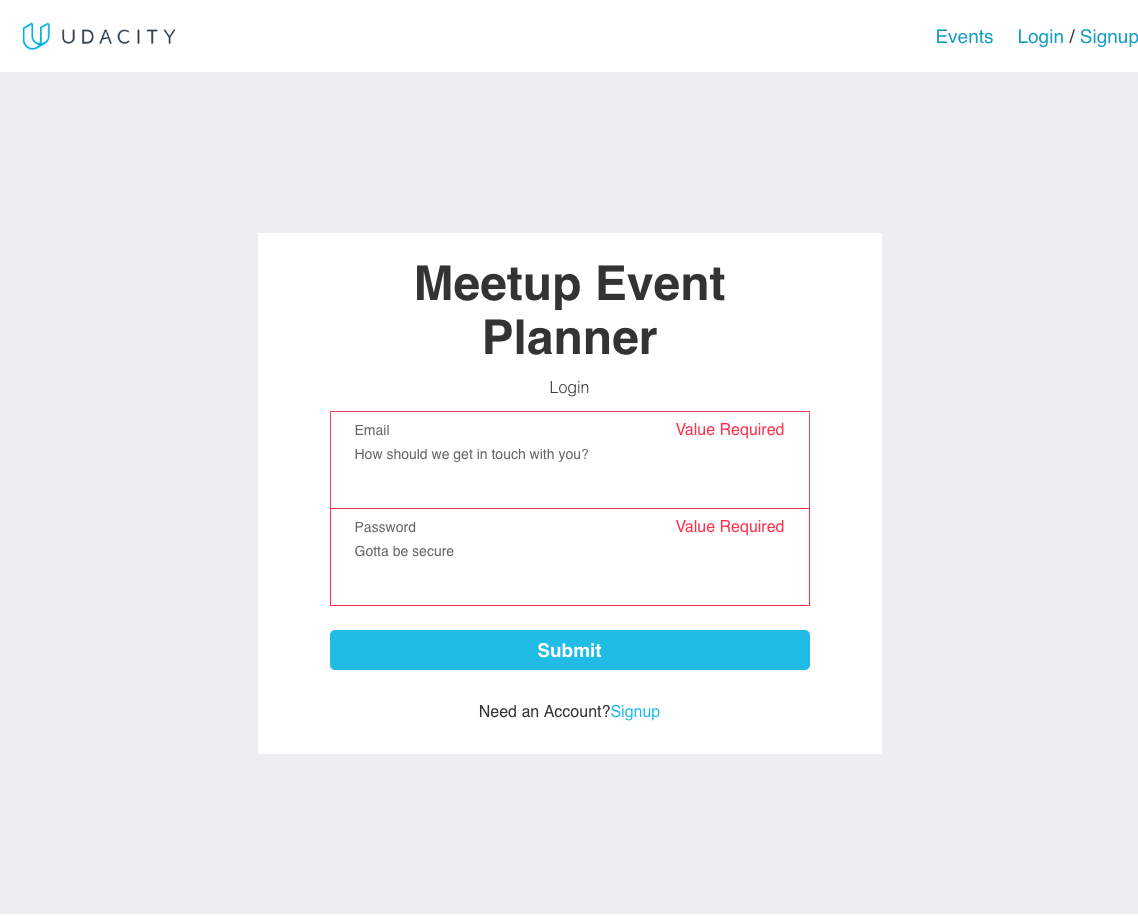 UDACITY
Events Login / Signup
Meetup Event
Planner
Login
Email Value Required
How should we get in touch with you?
Password Value Required
Gotta be secure
Submit
Need an Account?Signup